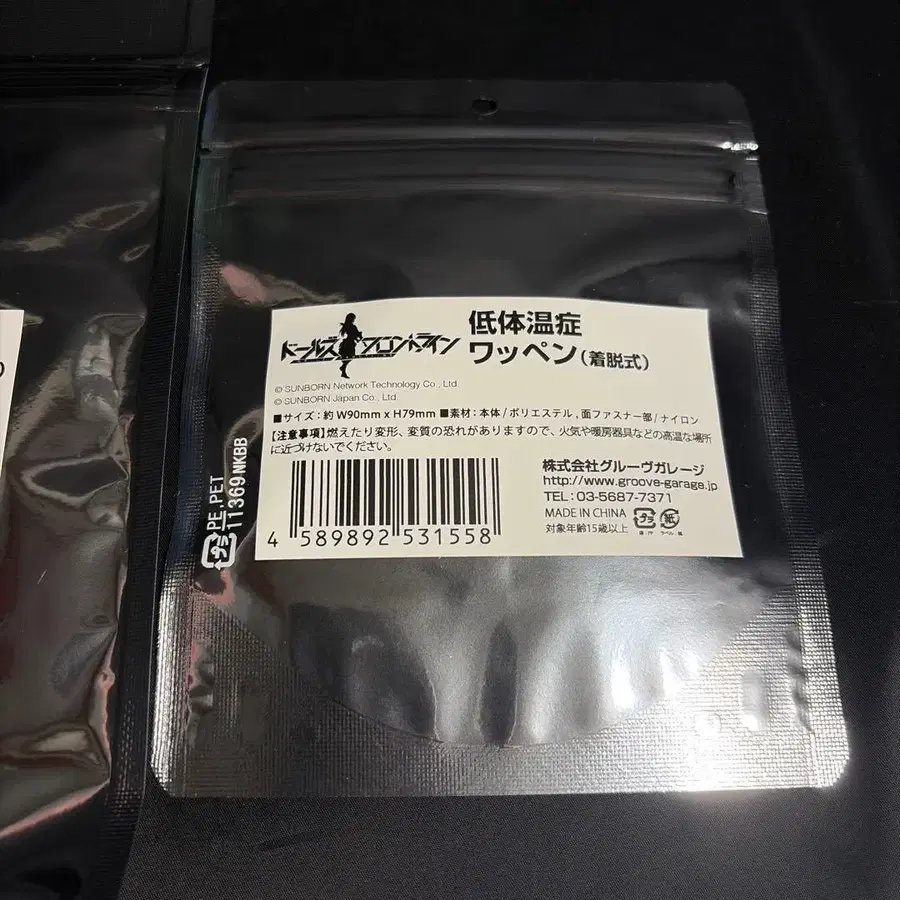 ドールズフロントライン
低体温症
ワッペン(着脱式)
© SUNBORN Network Technology Co., Ltd.
© SUNBORN Japan Co., Ltd.
■サイズ:約 W90mm x H79mm ■素材:本体/ポリエステル, 面ファスナー部/ナイロン
【注意事項】燃えたり変形、変質の恐れがありますので、火気や暖房器具などの高温な場所
に近づけないでください。
4 589892 531558
株式会社グルーヴガレージ
http://www.groove-garage.jp
TEL:03-5687-7371
MADE IN CHINA
対象年齢15歳以上
プラ
紙
プラ
PE.PET
11369 NKBB